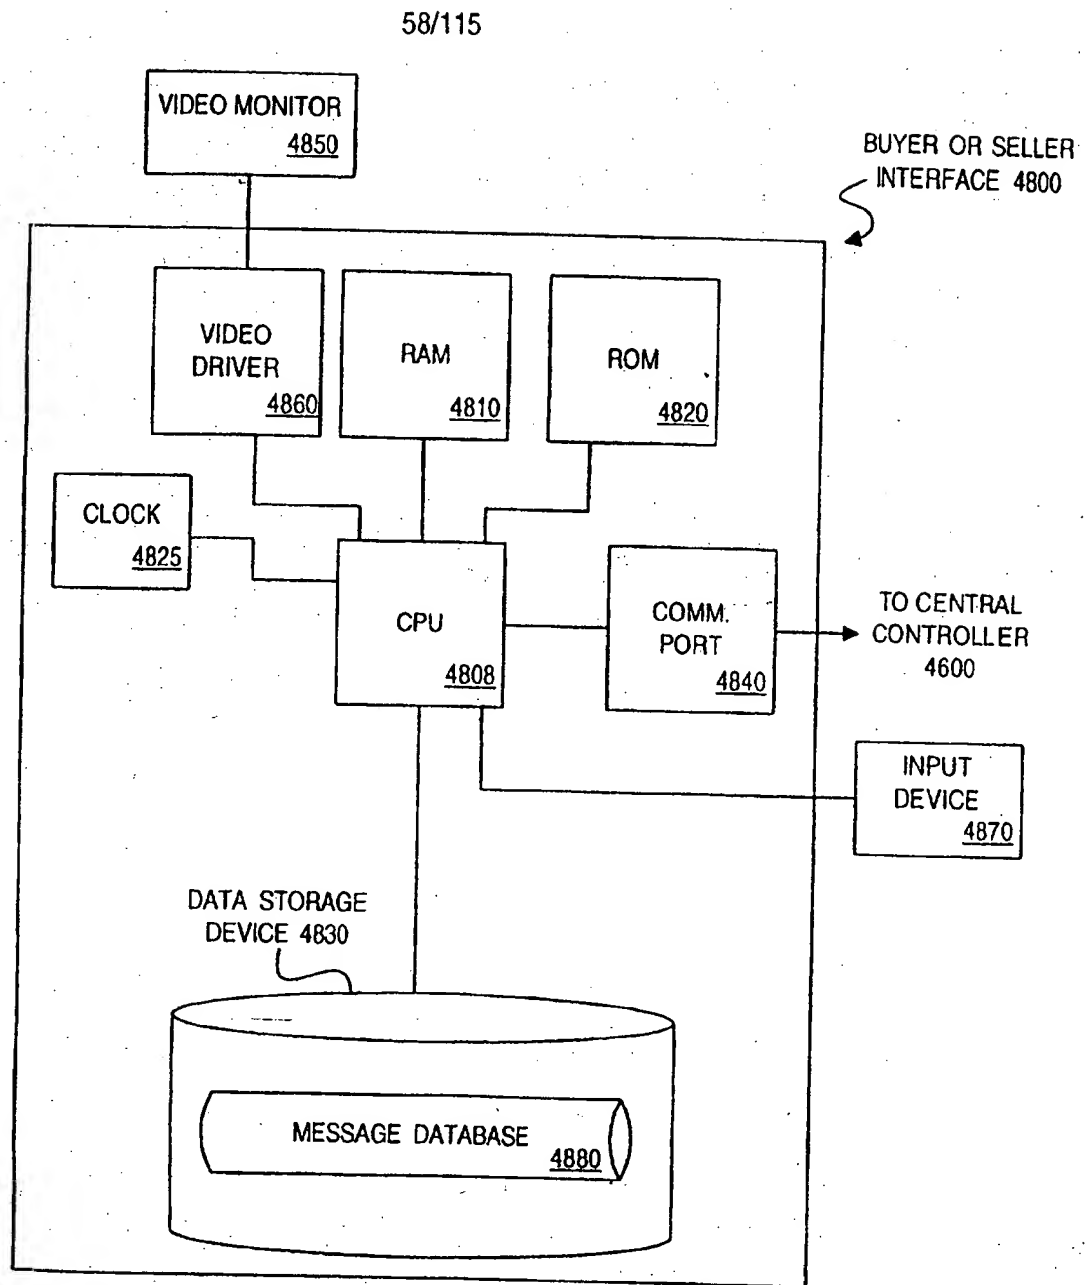 58/115
VIDEO MONITOR
4850
BUYER OR SELLER
INTERFACE 4800
VIDEO
DRIVER
4860
RAM
4810
ROM
4820
CLOCK
4825
CPU
4808
COMM.
PORT
4840
TO CENTRAL
CONTROLLER
4600
INPUT
DEVICE
4870
DATA STORAGE
DEVICE 4830
MESSAGE DATABASE
4880